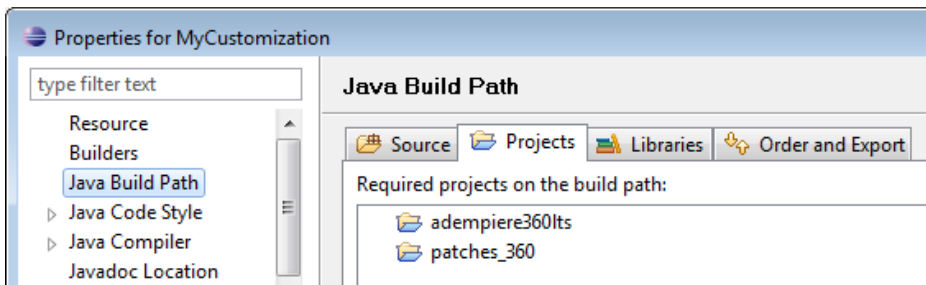 Properties for MyCustomization
type filter text
Resource
Builders
Java Build Path
Java Code Style
Java Compiler
Javadoc Location
Java Build Path
Source Projects Libraries Order and Export
Required projects on the build path:
adempiere360lts
patches_360